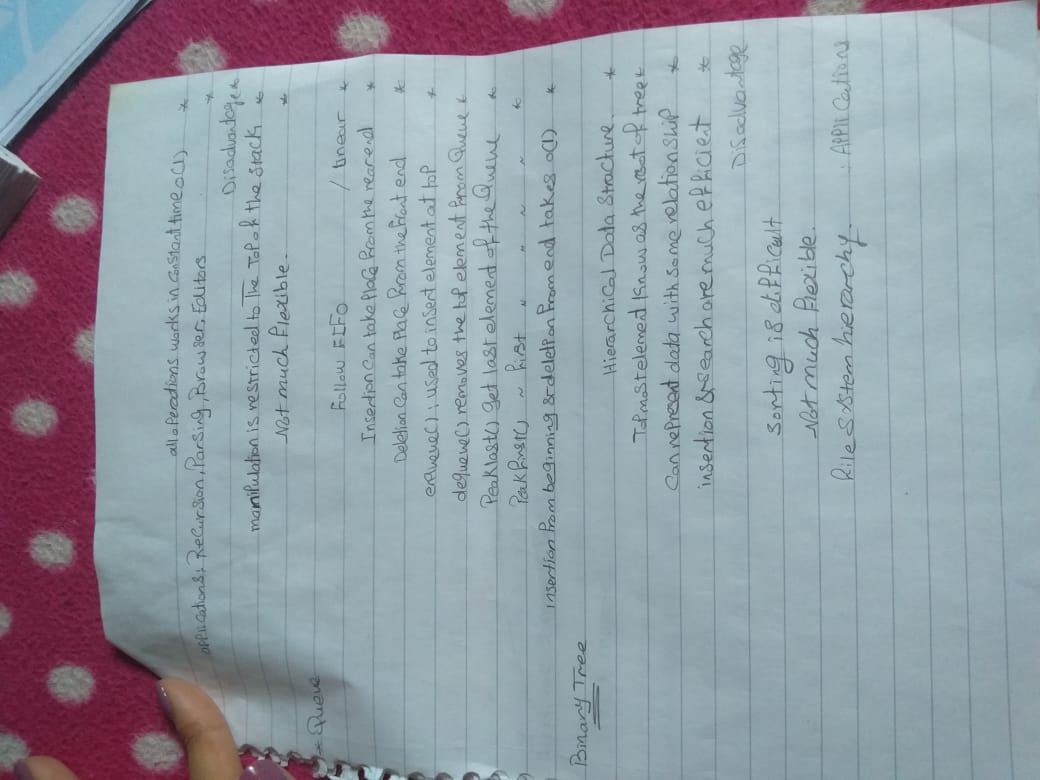 all operations works in constant time o(1) *
applications: Recursion, Parsing, Browser, Editors *
Disadvantage *
manipulation is restricted to The Top of the stack *
Not much flexible. *
- Queue
Follow FIFO / linear *
Insertion Can take place from the rear end *
Deletion Can take Place from the front end *
enqueue() : used to insert element at top *
dequeue() removes the top element from Queue *
Peak last() get last element of the Queue *
Peak first() ~ first " " ~ ~ *
insertion from beginning & deletion from end takes o(1) *
Binary Tree
Hierarchical Data Structure. *
Topmost element Know as the root of tree *
Can represent data with some relationship *
insertion & search are much efficient *
Disadvantage
Sorting is difficult
Not much flexible.
file system hierarchy. : Applications